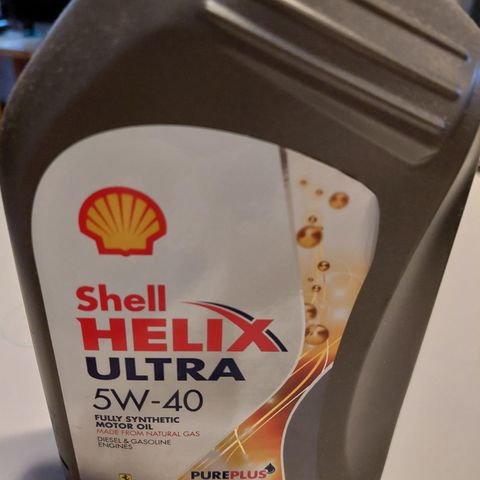 Shell
HELIX
ULTRA
5W-40
FULLY SYNTHETIC
MOTOR OIL
MADE FROM NATURAL GAS
DIESEL & GASOLINE
ENGINES
PUREPLUS